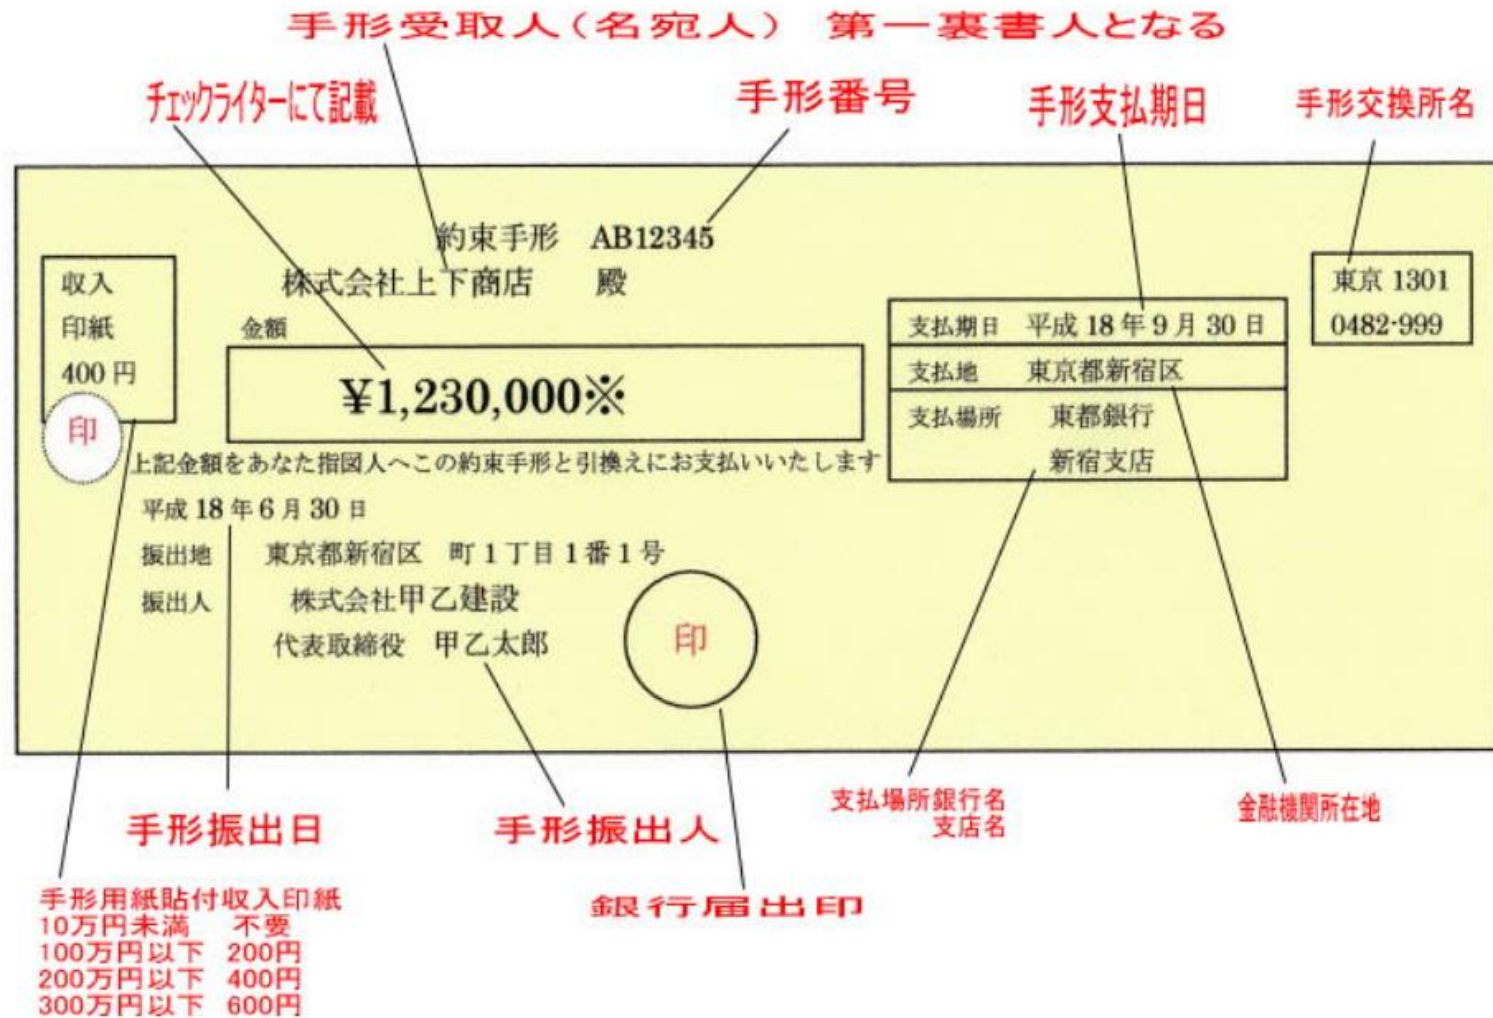 手形受取人(名宛人) 第一裏書人となる
チェックライターにて記載
手形番号
手形支払期日
手形交換所名
約束手形 AB12345
株式会社上下商店 殿
収入
印紙
400円
印
金額
¥1,230,000※
支払期日 平成18年9月30日
支払地 東京都新宿区
支払場所 東都銀行
新宿支店
東京 1301
0482-999
上記金額をあなた指図人へこの約束手形と引換えにお支払いいたします
平成18年6月30日
振出地 東京都新宿区 町1丁目1番1号
振出人 株式会社甲乙建設
代表取締役 甲乙太郎
印
手形振出日
手形振出人
銀行届出印
支払場所銀行名
支店名
金融機関所在地
手形用紙貼付収入印紙
10万円未満 不要
100万円以下 200円
200万円以下 400円
300万円以下 600円